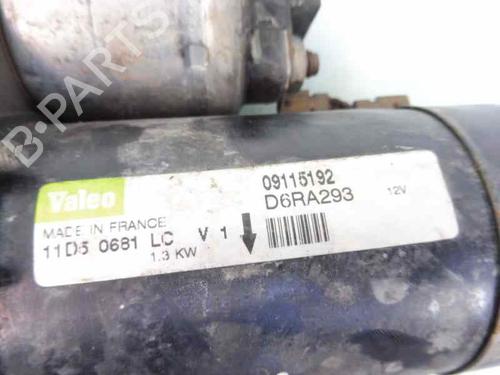 B-PARTS
Valeo
09115192
MADE IN FRANCE
D6RA293
12V
11D5 0681 LC V 1
1.3 KW